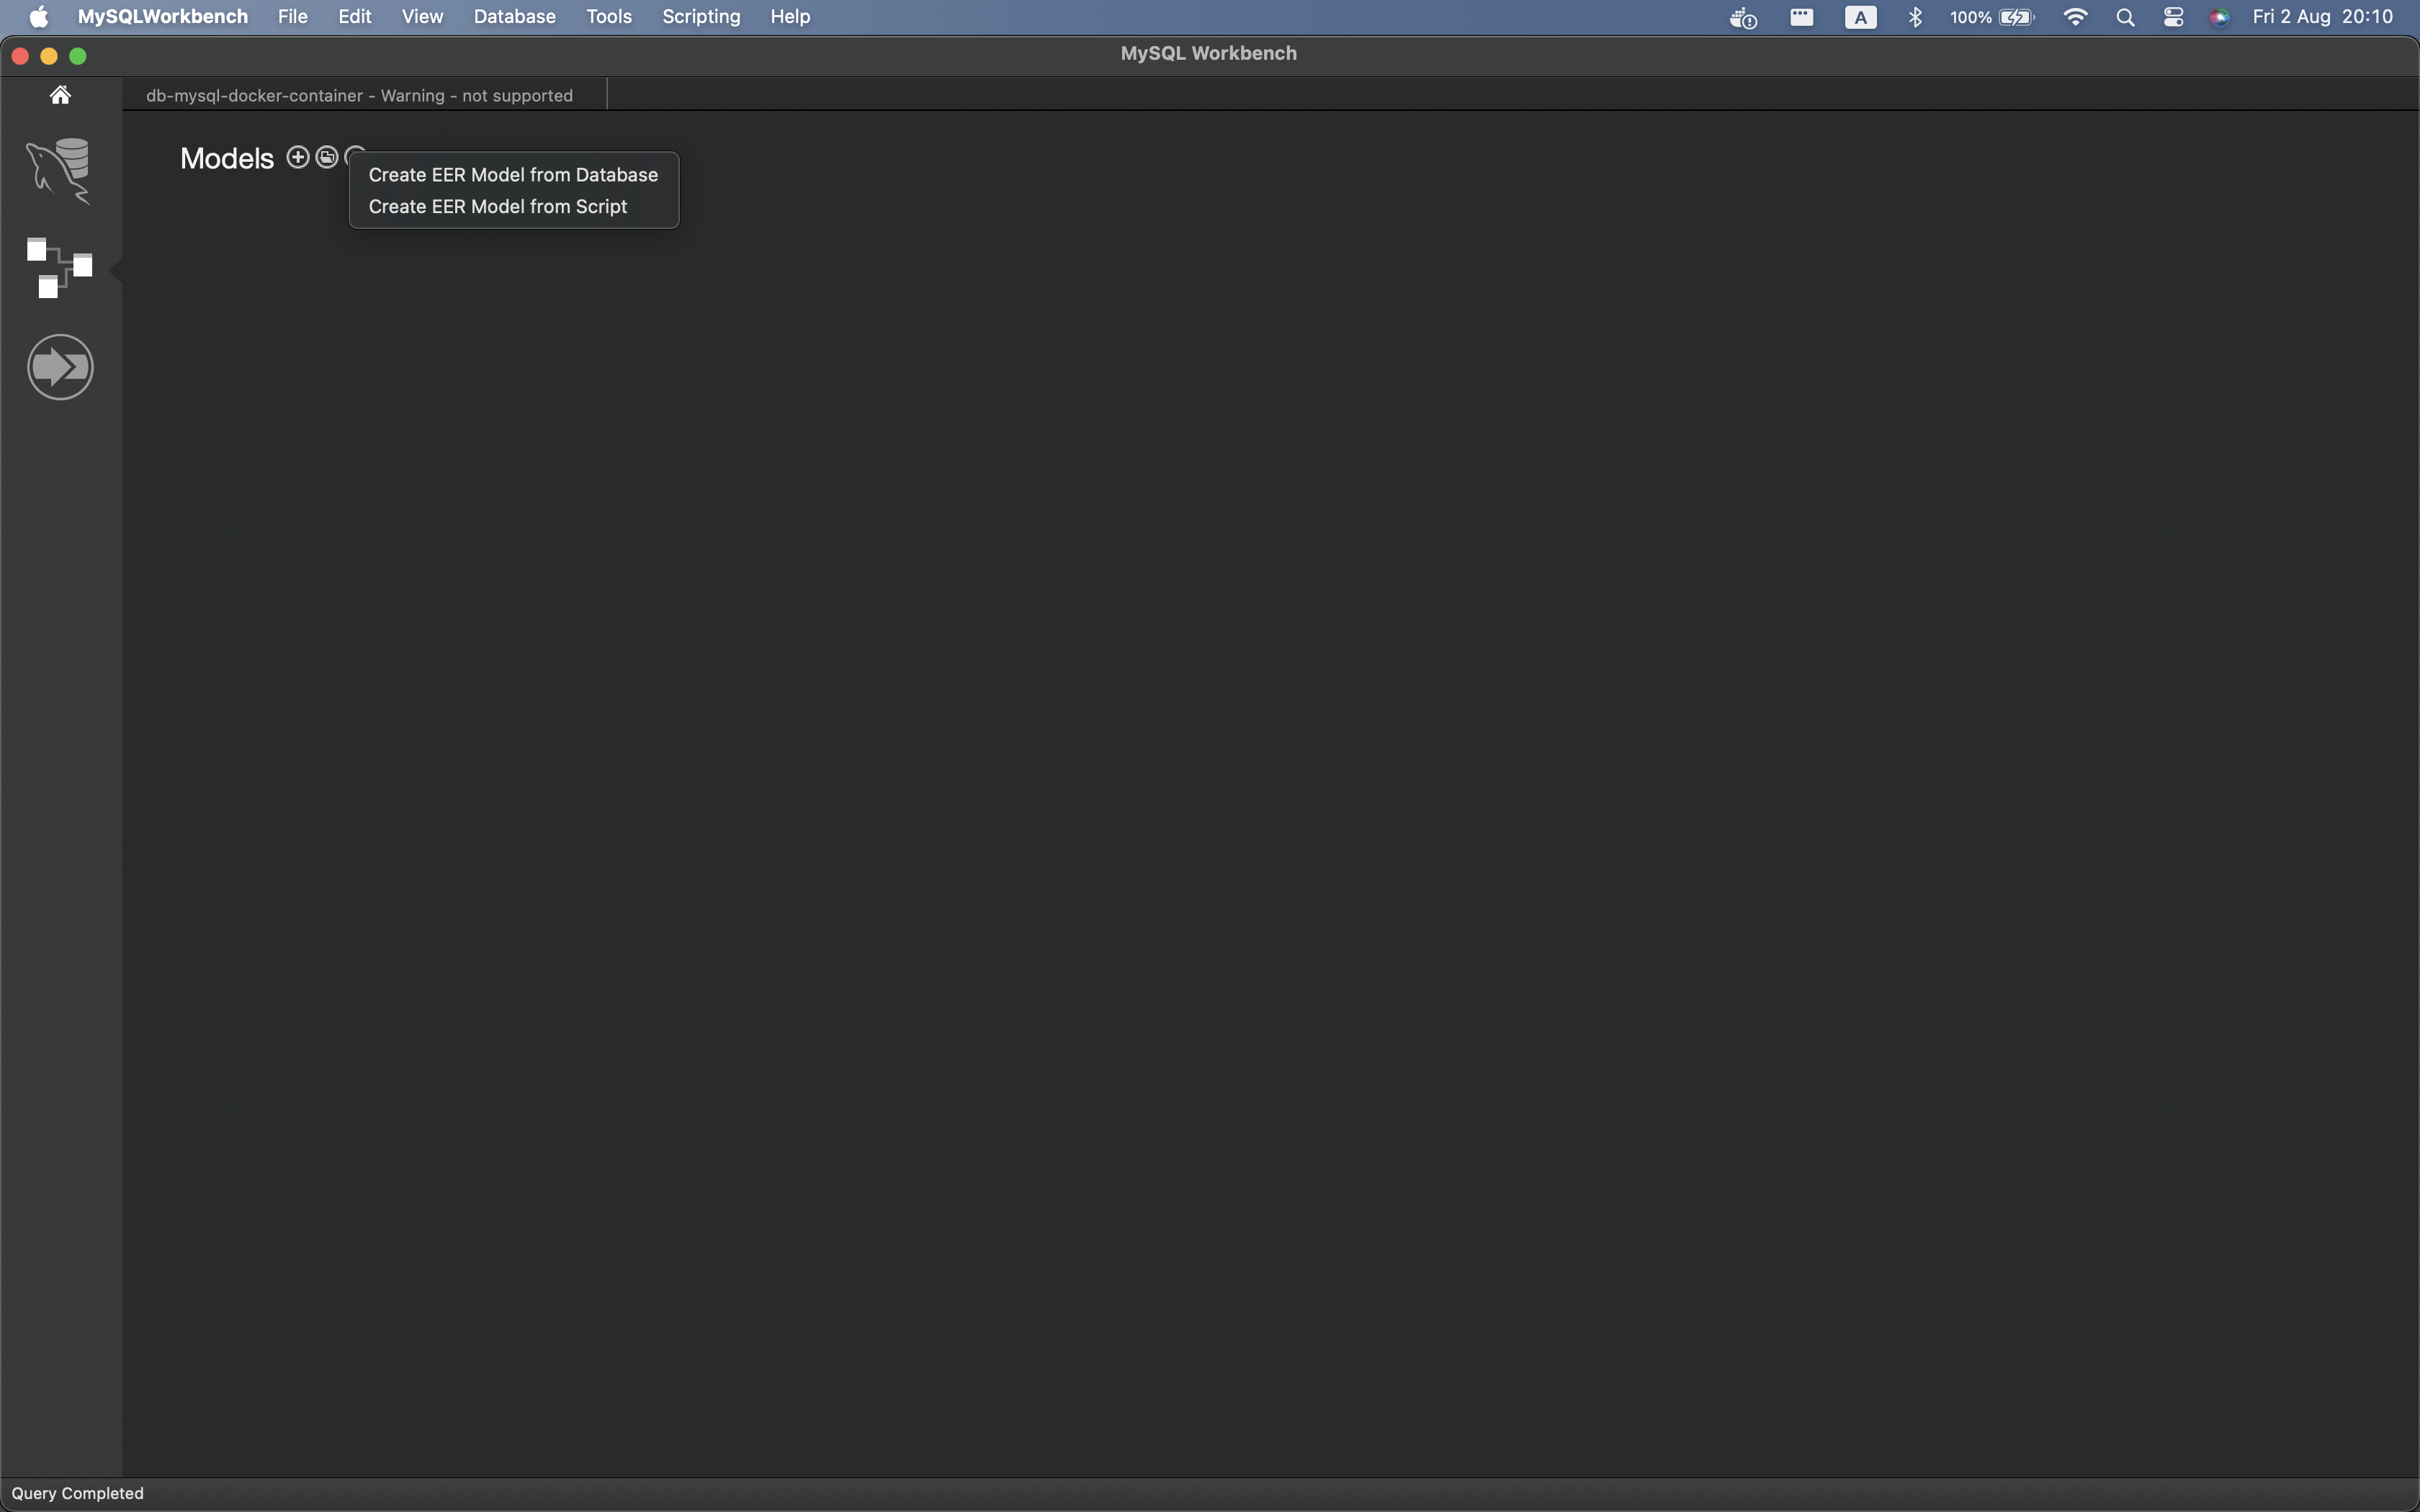 MySQLWorkbench File Edit View Database Tools Scripting Help A 100% Fri 2 Aug 20:10
MySQL Workbench
db-mysql-docker-container - Warning - not supported
Models
Create EER Model from Database
Create EER Model from Script
Query Completed